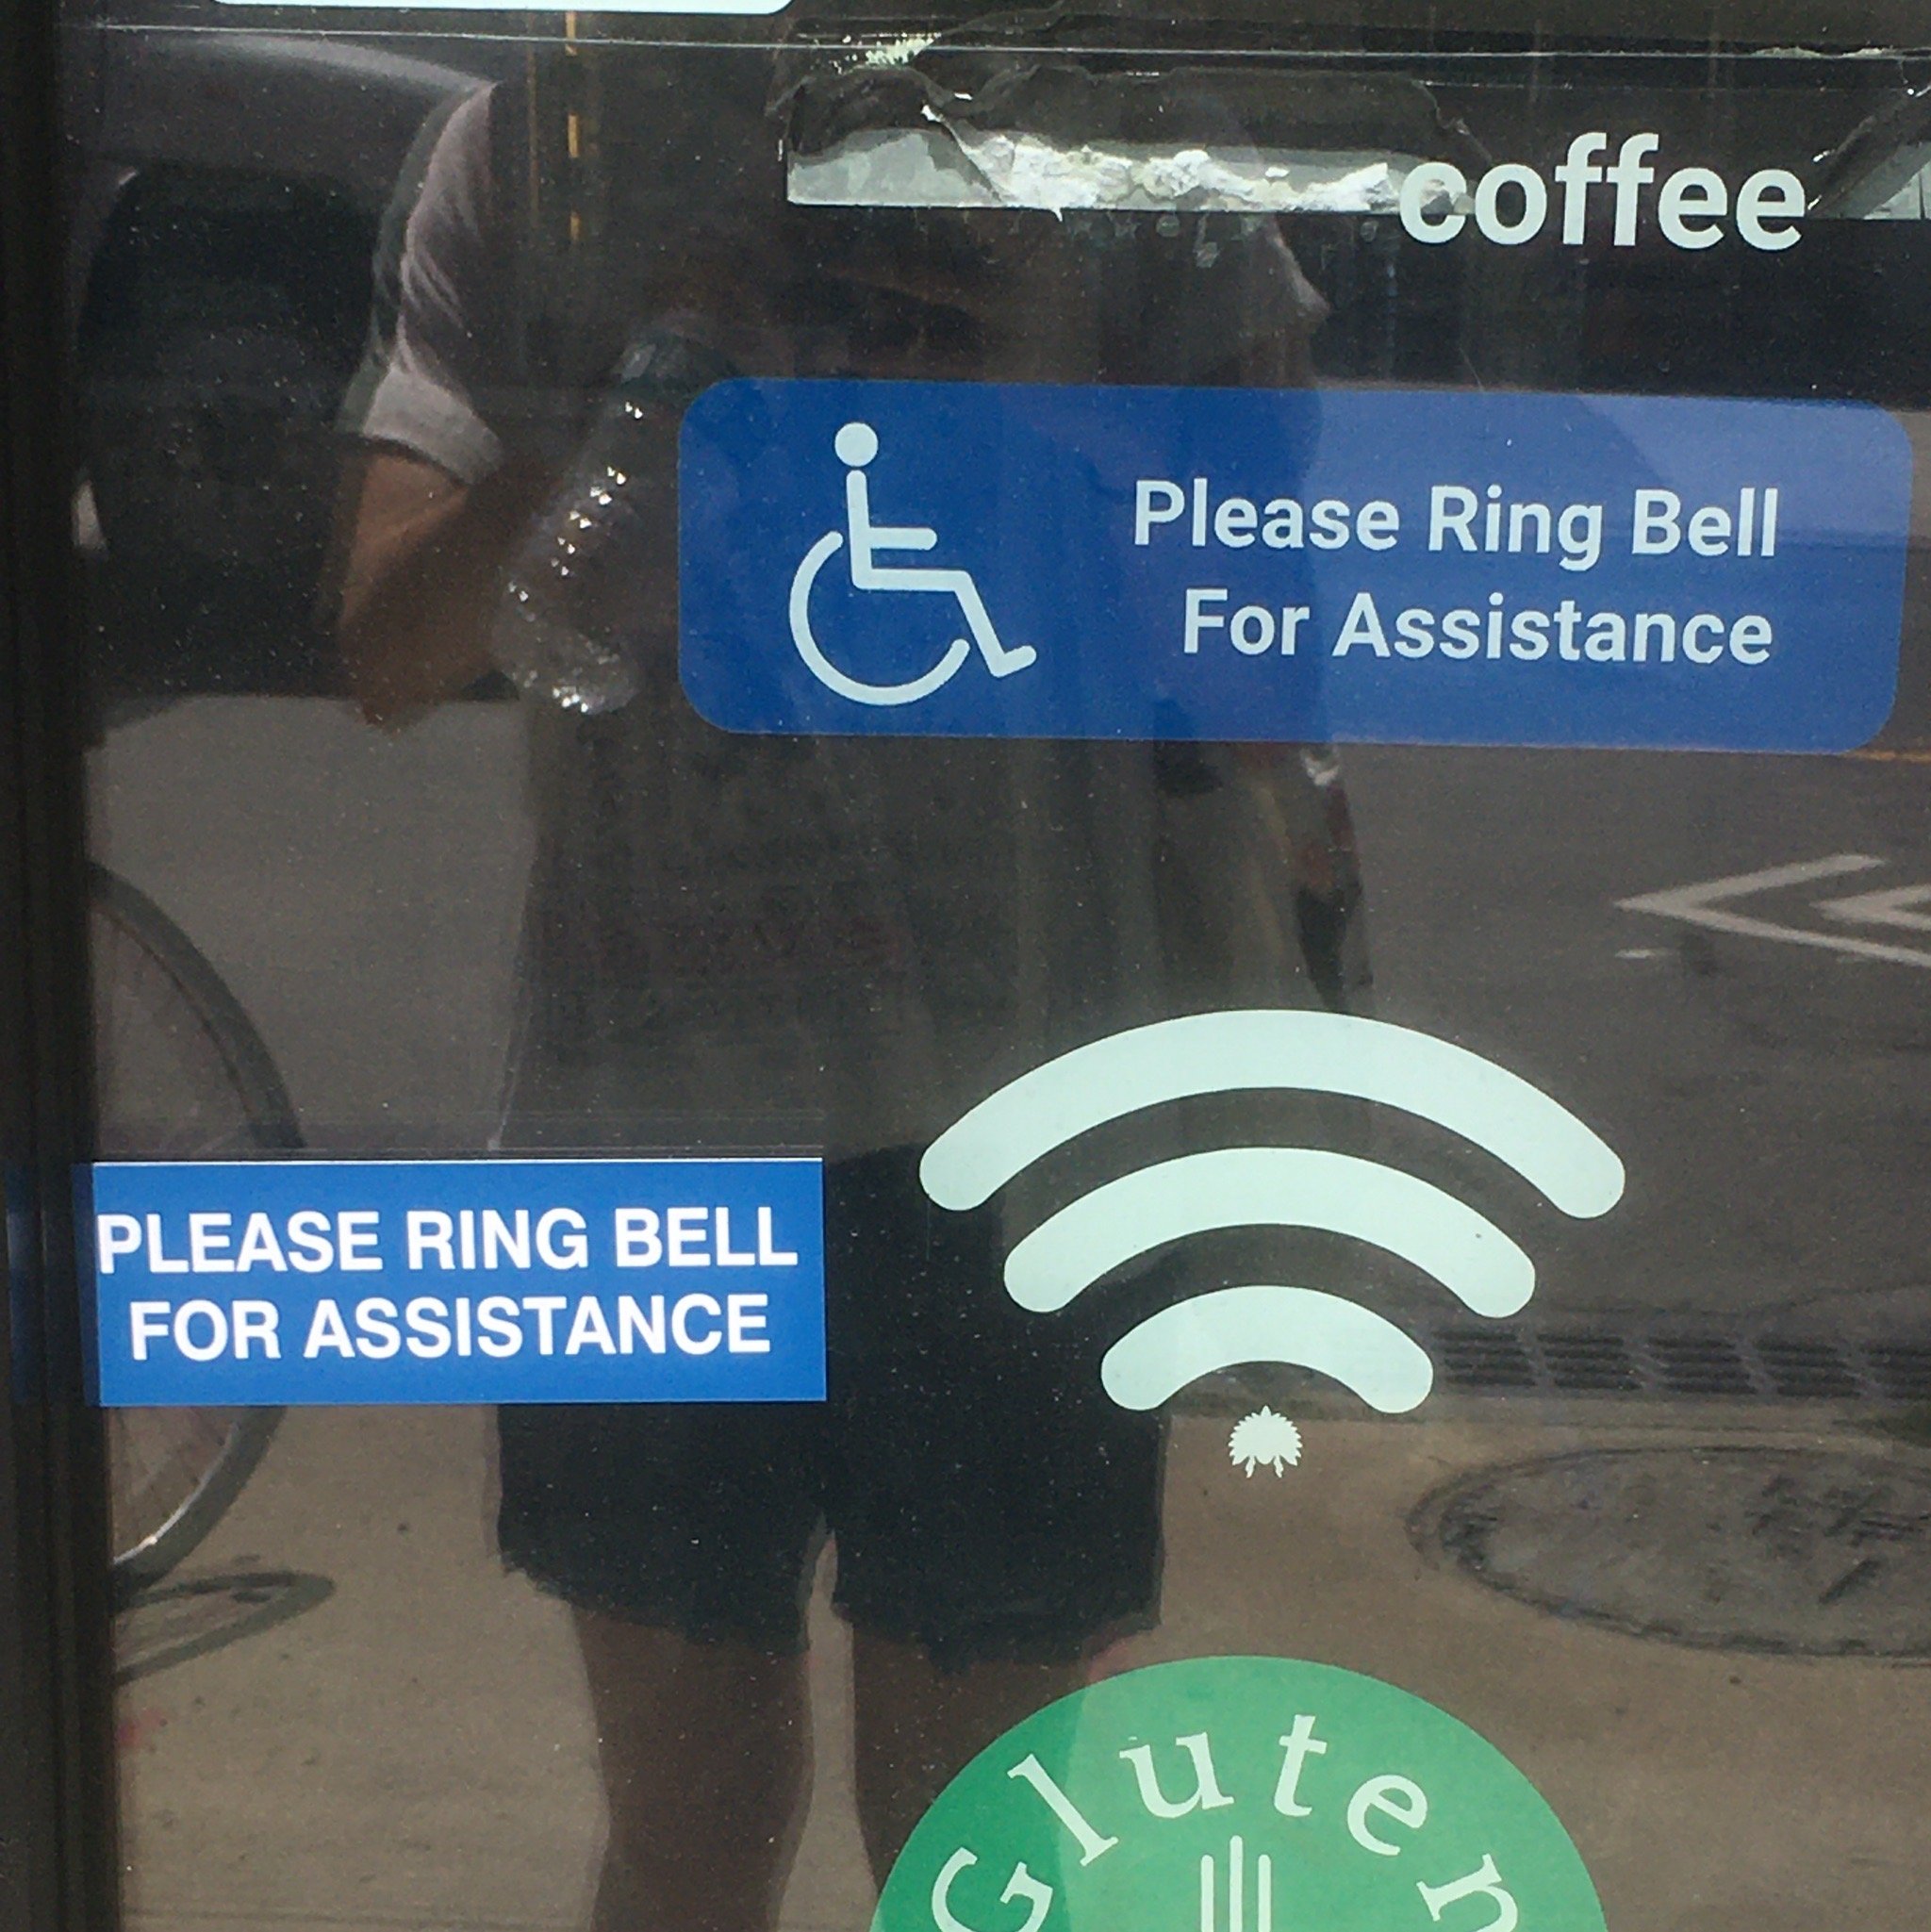 coffee
Please Ring Bell
For Assistance
PLEASE RING BELL
FOR ASSISTANCE
Gluten